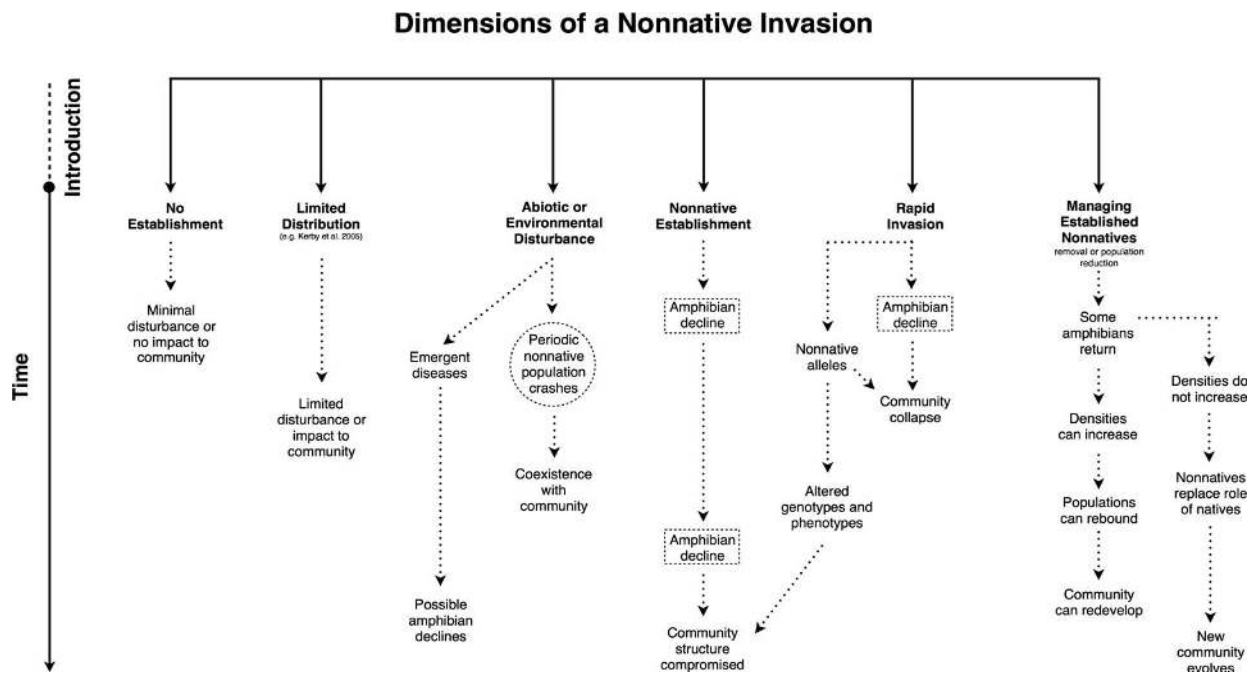 Dimensions of a Nonnative Invasion
Introduction
Time
No
Establishment
Minimal
disturbance or
no impact to
community
Limited
Distribution
(e.g. Kerby et al. 2005)
Limited
disturbance or
impact to
community
Abiotic or
Environmental
Disturbance
Emergent
diseases
Possible
amphibian
declines
Periodic
nonnative
population
crashes
Coexistence
with
community
Nonnative
Establishment
Amphibian
decline
Amphibian
decline
Community
structure
compromised
Rapid
Invasion
Nonnative
alleles
Altered
genotypes and
phenotypes
Amphibian
decline
Community
collapse
Managing
Established
Nonnatives
removal or population
reduction
Some
amphibians
return
Densities
can increase
Populations
can rebound
Community
can redevelop
Densities do
not increase
Nonnatives
replace role
of natives
New
community
evolves